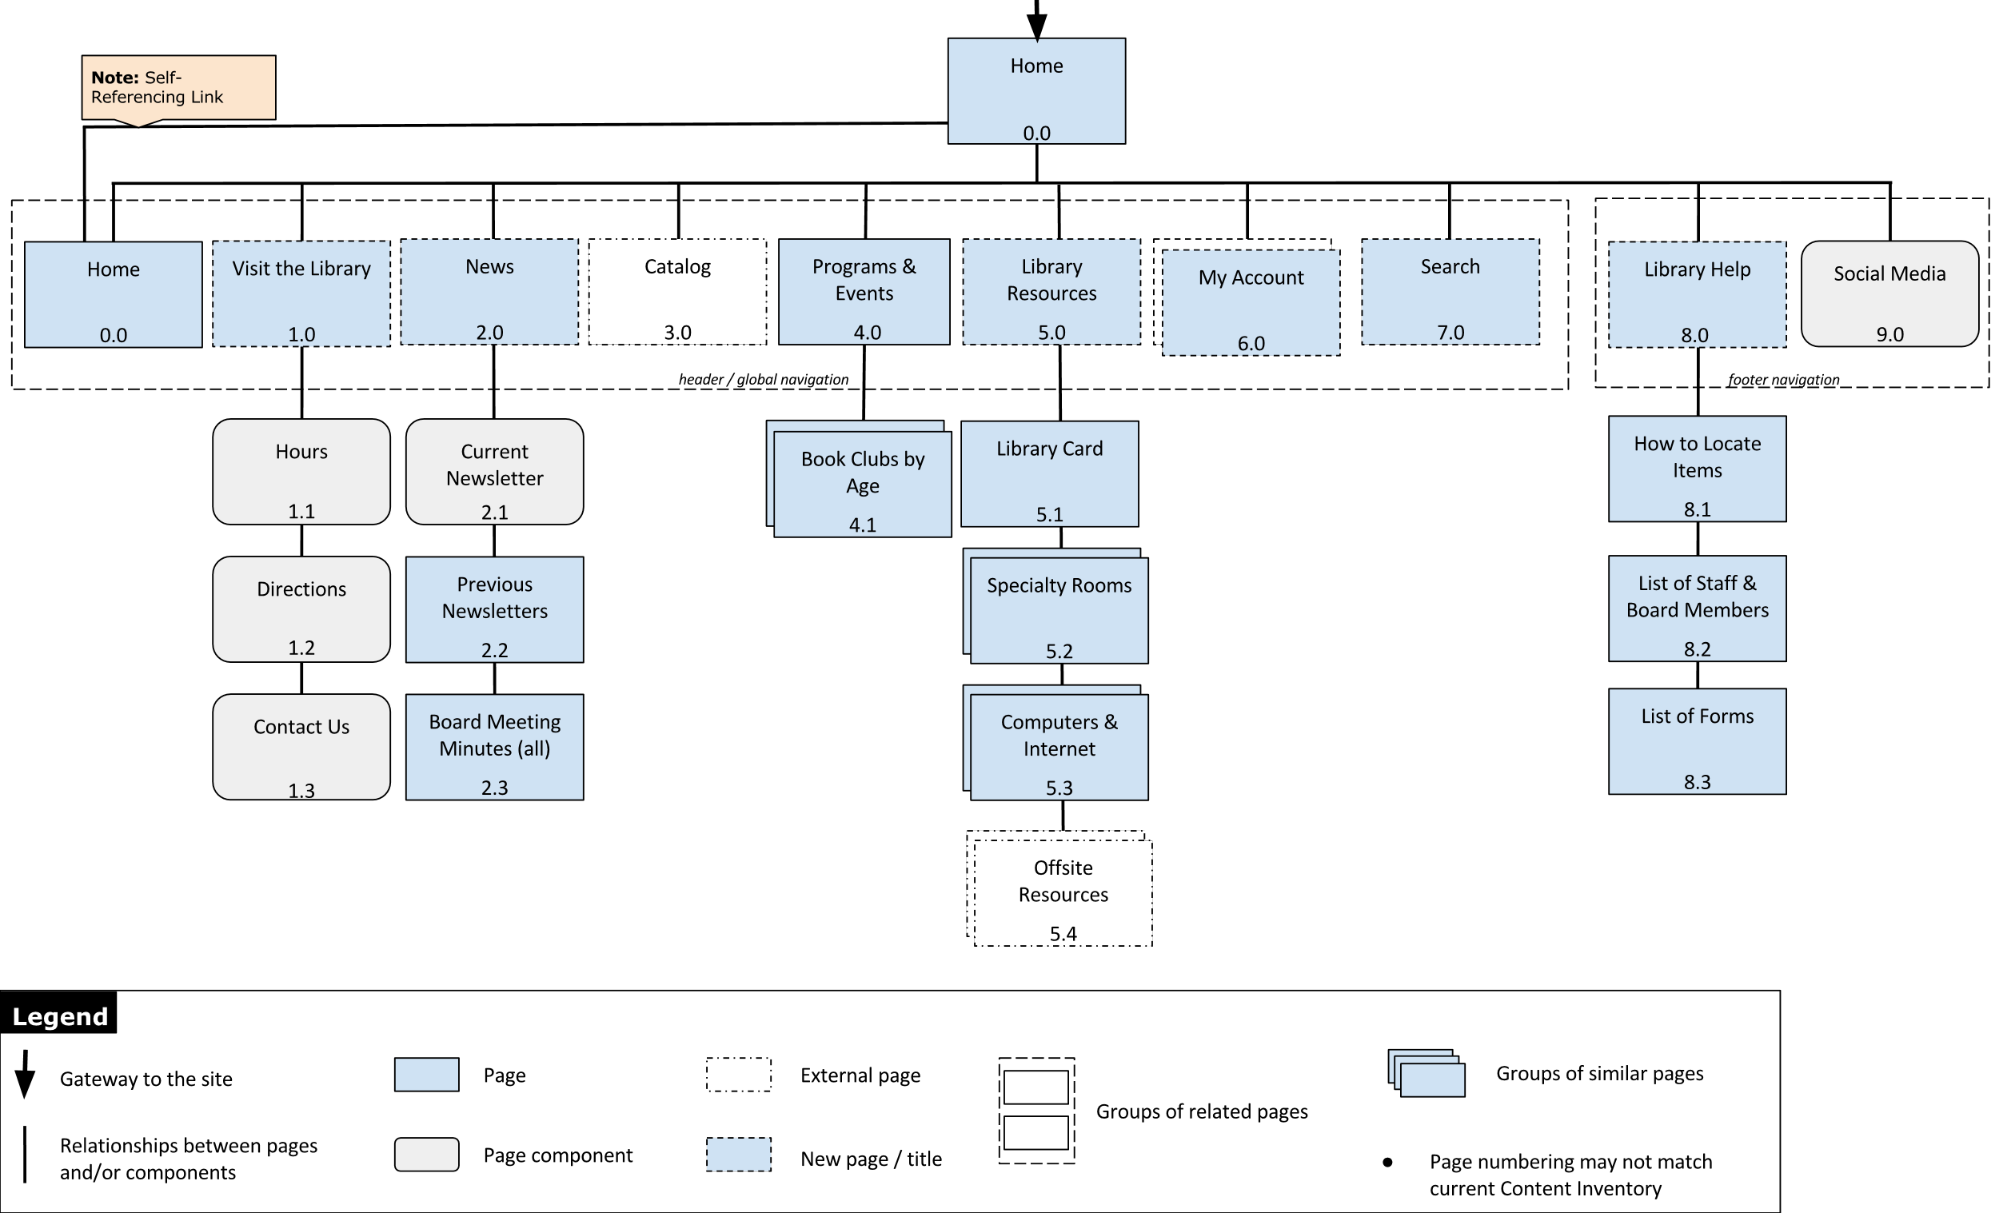 Home
0.0
Note: Self-
Referencing Link
Home
0.0
Visit the Library
1.0
News
2.0
Catalog
3.0
Programs &
Events
4.0
Library
Resources
5.0
My Account
6.0
Search
7.0
header / global navigation
Library Help
8.0
Social Media
9.0
footer navigation
Hours
1.1
Directions
1.2
Contact Us
1.3
Current
Newsletter
2.1
Previous
Newsletters
2.2
Board Meeting
Minutes (all)
2.3
Book Clubs by
Age
4.1
Library Card
5.1
Specialty Rooms
5.2
Computers &
Internet
5.3
Offsite
Resources
5.4
How to Locate
Items
8.1
List of Staff &
Board Members
8.2
List of Forms
8.3
Legend
Gateway to the site
Relationships between pages
and/or components
Page
Page component
External page
New page / title
Groups of related pages
Groups of similar pages
● Page numbering may not match
current Content Inventory